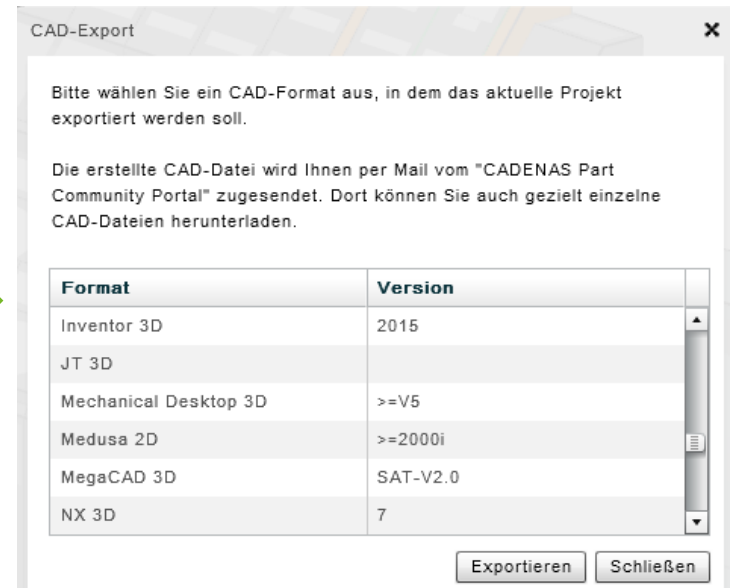 CAD-Export
Bitte wählen Sie ein CAD-Format aus, in dem das aktuelle Projekt
exportiert werden soll.
Die erstellte CAD-Datei wird Ihnen per Mail vom "CADENAS Part
Community Portal" zugesendet. Dort können Sie auch gezielt einzelne
CAD-Dateien herunterladen.
Format Version
Inventor 3D 2015
JT 3D
Mechanical Desktop 3D >=V5
Medusa 2D >=2000i
MegaCAD 3D SAT-V2.0
NX 3D 7
Exportieren Schließen